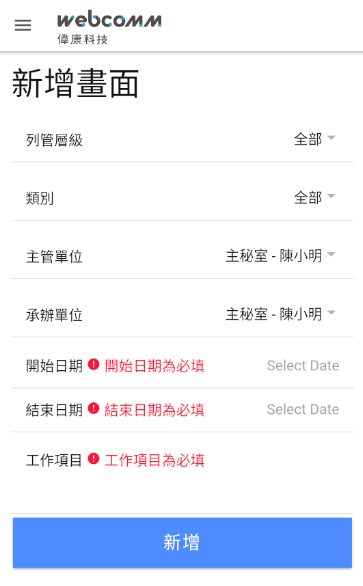 webcomm
偉康科技
新增畫面
列管層級 全部
類別 全部
主管單位 主秘室 - 陳小明
承辦單位 主秘室 - 陳小明
開始日期 開始日期為必填 Select Date
結束日期 結束日期為必填 Select Date
工作項目 工作項目為必填
新增